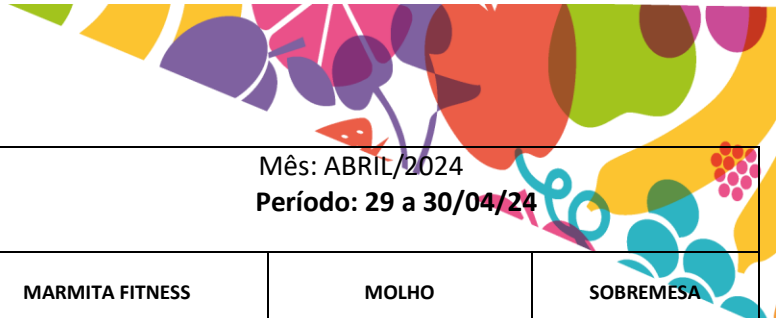 Mês: ABRIL/2024
Período: 29 a 30/04/24
MARMITA FITNESS MOLHO SOBREMESA